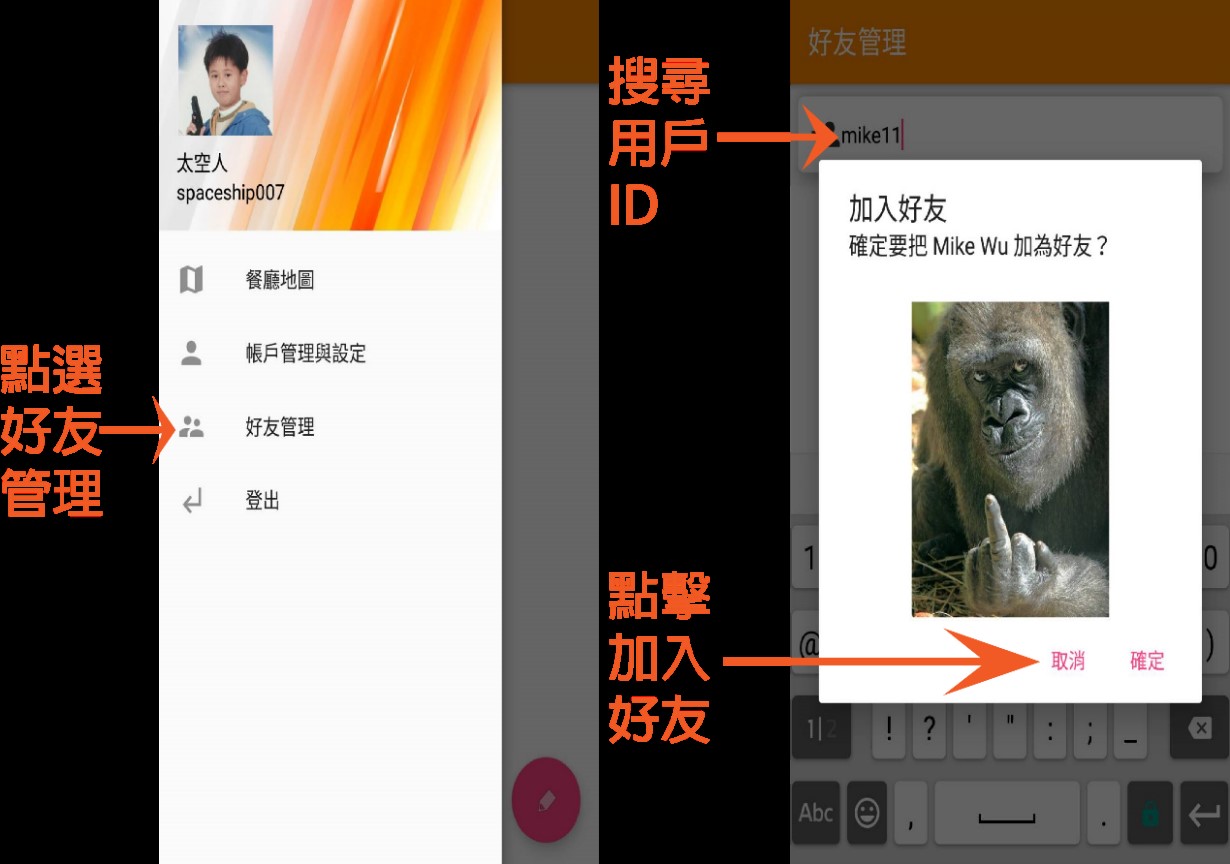 太空人
spaceship007
餐廳地圖
帳戶管理與設定
好友管理
登出
點選
好友
管理
搜尋
用戶
ID
點擊
加入
好友
好友管理
mike11
加入好友
確定要把 Mike Wu 加為好友？
取消 確定
1 0
@ )
1|2 ! ? ' " : ; _
Abc , .